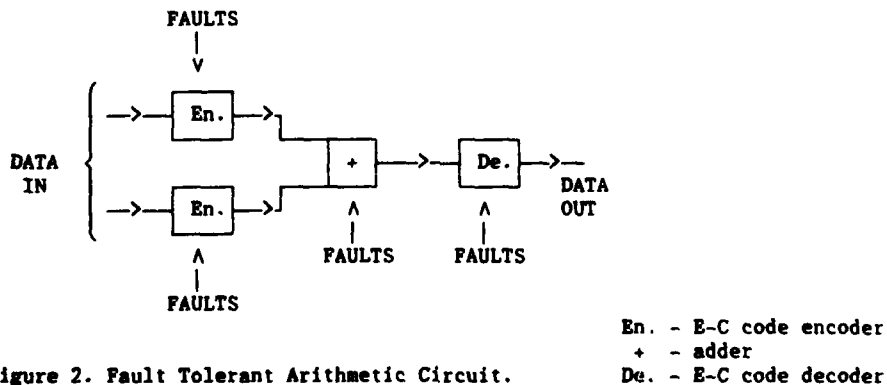 FAULTS
En.
DATA
IN
+
De.
DATA
OUT
En.
FAULTS
FAULTS
FAULTS
En. - E-C code encoder
+ - adder
igure 2. Fault Tolerant Arithmetic Circuit.
De. - E-C code decoder